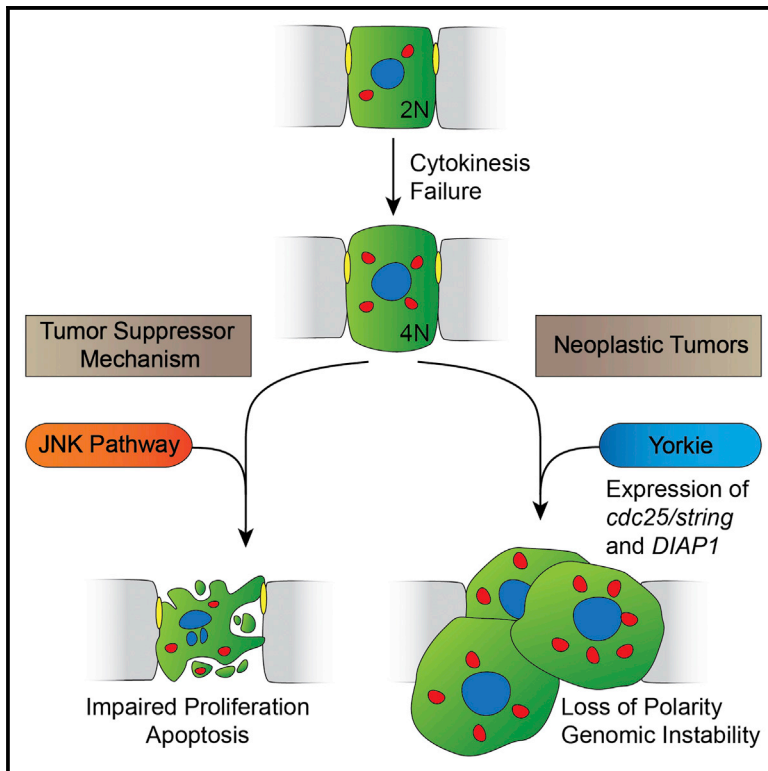 2N
Cytokinesis
Failure
4N
Tumor Suppressor
Mechanism
Neoplastic Tumors
JNK Pathway
Yorkie
Expression of
cdc25/string
and DIAP1
Impaired Proliferation
Apoptosis
Loss of Polarity
Genomic Instability